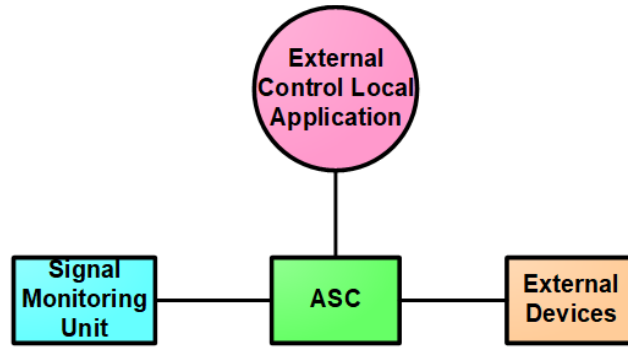 External
Control Local
Application
Signal
Monitoring
Unit
ASC
External
Devices